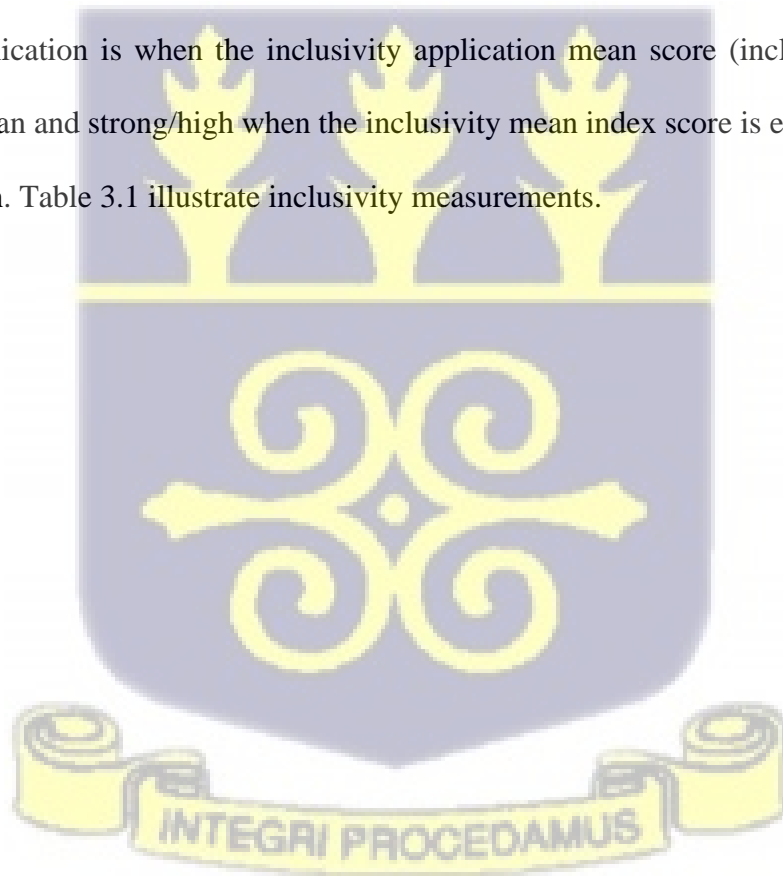 lication is when the inclusivity application mean score (incl
an and strong/high when the inclusivity mean index score is e
n. Table 3.1 illustrate inclusivity measurements.
INTEGRI PROCEDAMUS